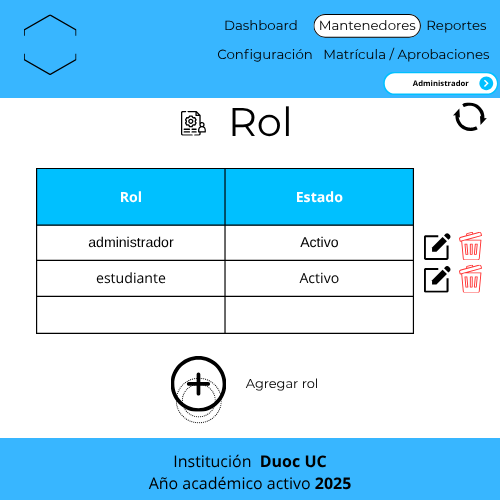 Dashboard Mantenedores Reportes
Configuración Matrícula / Aprobaciones
Administrador
Rol
Rol Estado
administrador Activo
estudiante Activo
Agregar rol
Institución Duoc UC
Año académico activo 2025